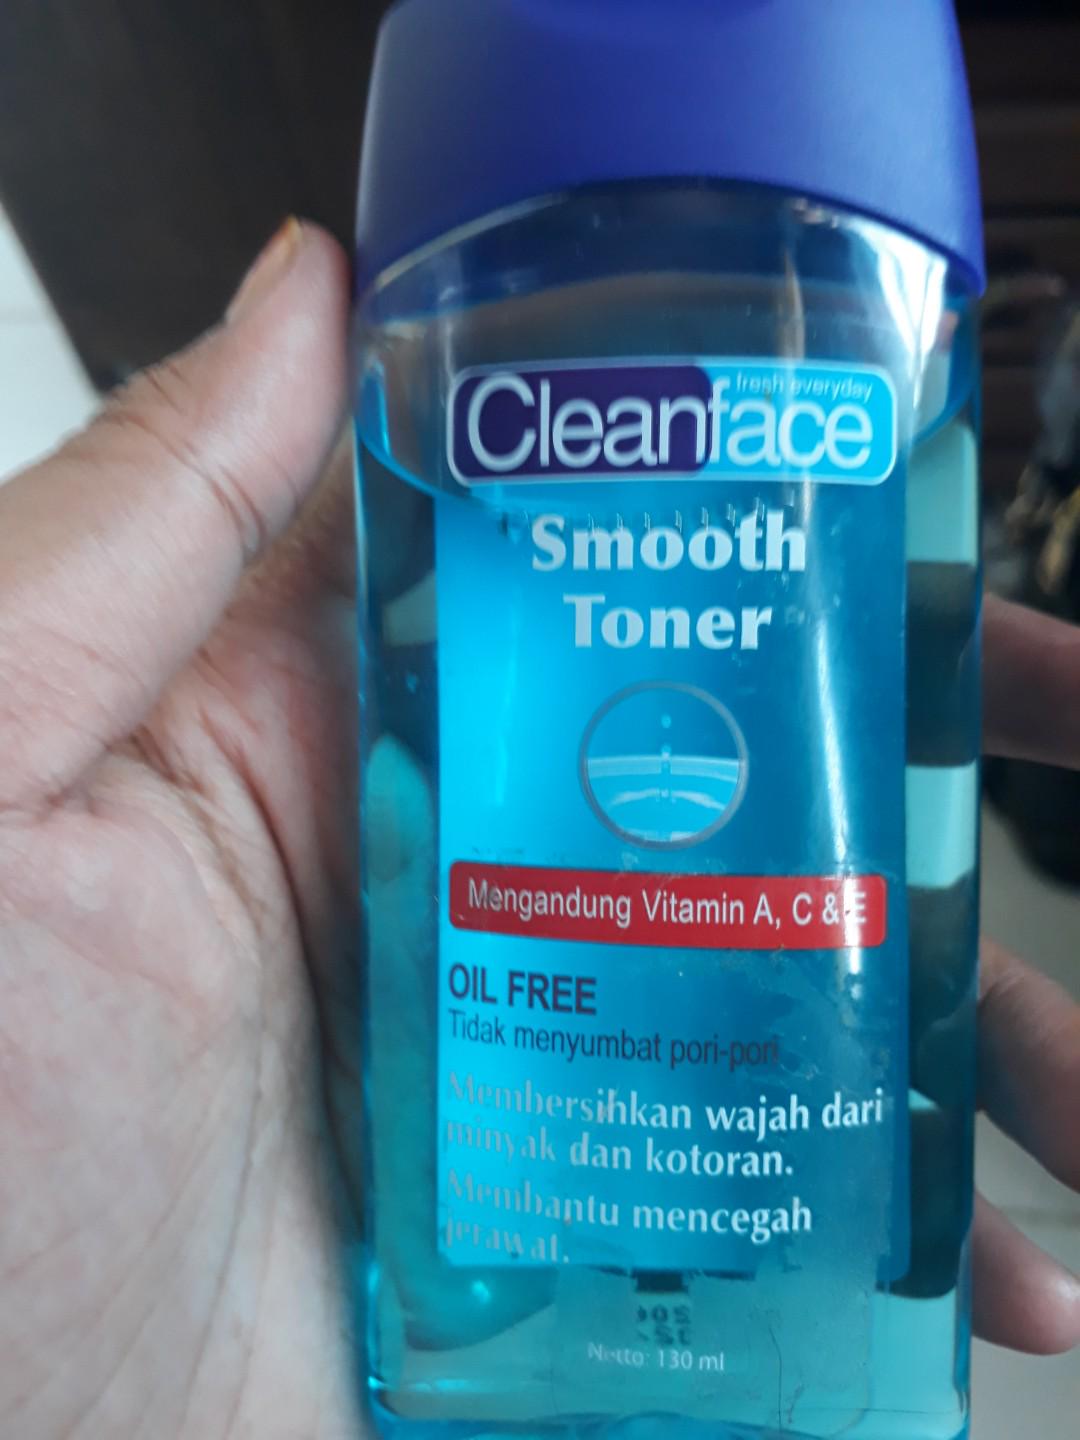 fresh everyday
Cleanface
Smooth
Toner
Mengandung Vitamin A, C & E
OIL FREE
Tidak menyumbat pori-pori
Membersihkan wajah dari
minyak dan kotoran.
Membantu mencegah
jerawat.
Netto: 130 ml